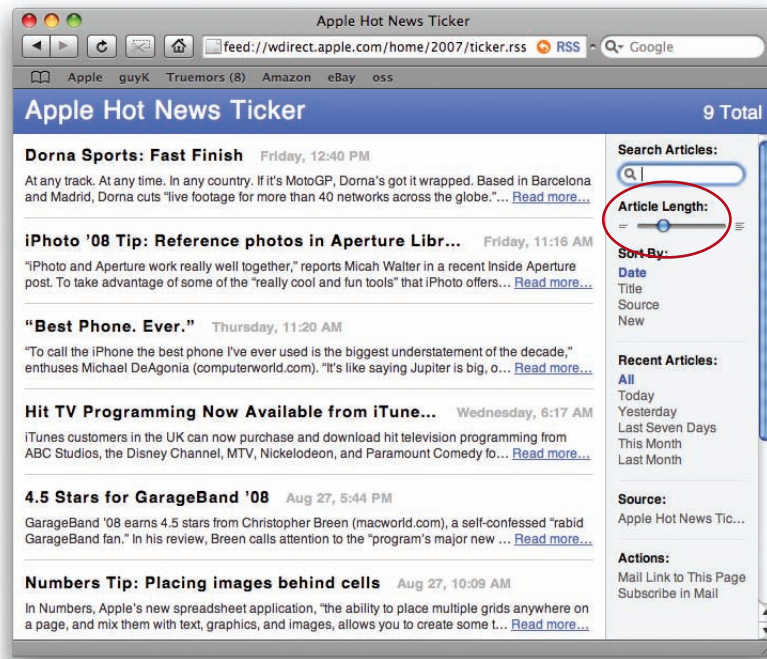 Apple Hot News Ticker
feed://wdirect.apple.com/home/2007/ticker.rss RSS Google
Apple guyK Truemors (8) Amazon eBay oss
Apple Hot News Ticker 9 Total
Dorna Sports: Fast Finish Friday, 12:40 PM
At any track. At any time. In any country. If it's MotoGP, Dorna's got it wrapped. Based in Barcelona
and Madrid, Dorna cuts “live footage for more than 40 networks across the globe.”... Read more...
iPhoto '08 Tip: Reference photos in Aperture Libr... Friday, 11:16 AM
“iPhoto and Aperture work really well together,” reports Micah Walter in a recent Inside Aperture
post. To take advantage of some of the “really cool and fun tools” that iPhoto offers... Read more...
“Best Phone. Ever.” Thursday, 11:20 AM
“To call the iPhone the best phone I've ever used is the biggest understatement of the decade,”
enthuses Michael DeAgonia (computerworld.com). “It's like saying Jupiter is big, o... Read more...
Hit TV Programming Now Available from iTune... Wednesday, 6:17 AM
iTunes customers in the UK can now purchase and download hit television programming from
ABC Studios, the Disney Channel, MTV, Nickelodeon, and Paramount Comedy fo... Read more...
4.5 Stars for GarageBand '08 Aug 27, 5:44 PM
GarageBand '08 earns 4.5 stars from Christopher Breen (macworld.com), a self-confessed “rabid
GarageBand fan.” In his review, Breen calls attention to the “program's major new ... Read more...
Numbers Tip: Placing images behind cells Aug 27, 10:09 AM
In Numbers, Apple's new spreadsheet application, “the ability to place multiple grids anywhere on
a page, and mix them with text, graphics, and images, allows you to create some t... Read more...
Search Articles:
Article Length:
Sort By:
Date
Title
Source
New
Recent Articles:
All
Today
Yesterday
Last Seven Days
This Month
Last Month
Source:
Apple Hot News Tic...
Actions:
Mail Link to This Page
Subscribe in Mail